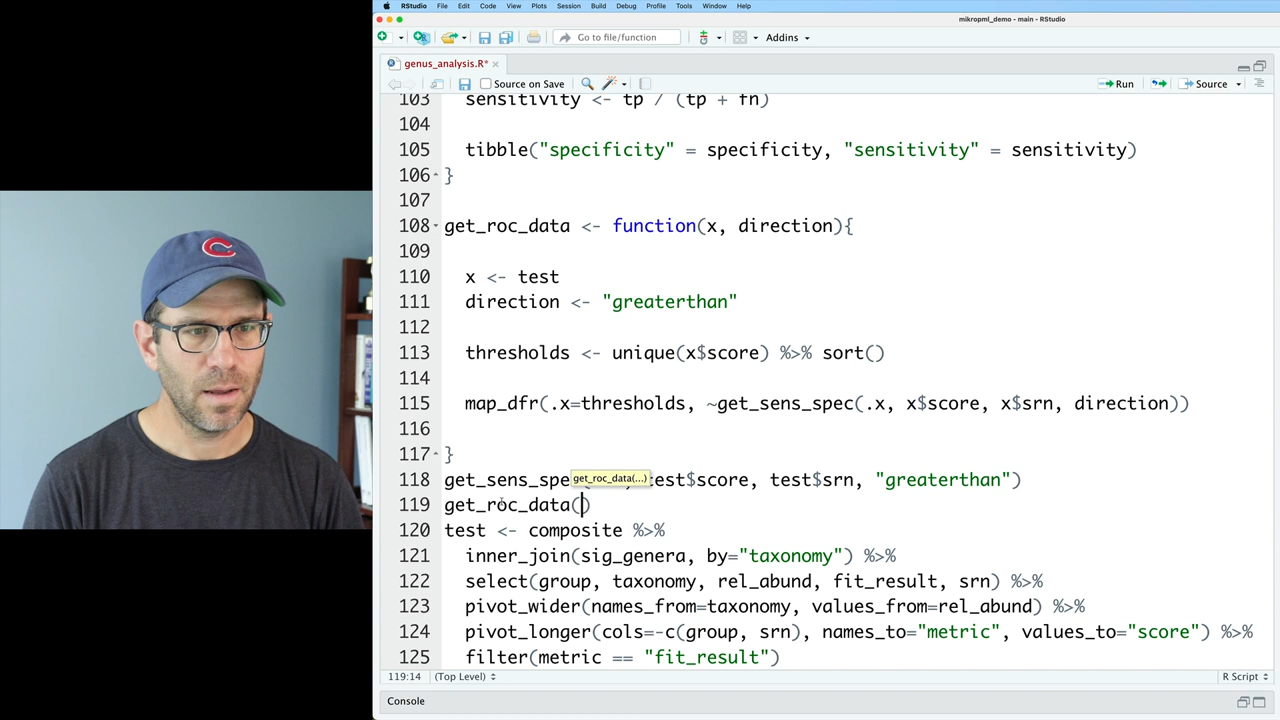 RStudio File Edit Code View Plots Session Build Debug Profile Tools Window Help
mikropml_demo - main - RStudio
Go to file/function Addins
genus_analysis.R*
Source on Save Run Source
103 sensitivity <- tp / (tp + fn)
104
105 tibble("specificity" = specificity, "sensitivity" = sensitivity)
106 }
107
108 get_roc_data <- function(x, direction){
109
110 x <- test
111 direction <- "greaterthan"
112
113 thresholds <- unique(x$score) %>% sort()
114
115 map_dfr(.x=thresholds, ~get_sens_spec(.x, x$score, x$srn, direction))
116
117 }
get_roc_data(...)
118 get_sens_spe test$score, test$srn, "greaterthan")
119 get_roc_data()
120 test <- composite %>%
121 inner_join(sig_genera, by="taxonomy") %>%
122 select(group, taxonomy, rel_abund, fit_result, srn) %>%
123 pivot_wider(names_from=taxonomy, values_from=rel_abund) %>%
124 pivot_longer(cols=-c(group, srn), names_to="metric", values_to="score") %>%
125 filter(metric == "fit_result")
119:14 (Top Level) R Script
Console